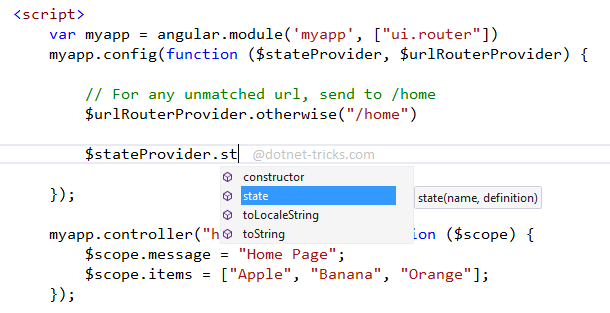 <script>
var myapp = angular.module('myapp', ["ui.router"])
myapp.config(function ($stateProvider, $urlRouterProvider) {
// For any unmatched url, send to /home
$urlRouterProvider.otherwise("/home")
$stateProvider.st @dotnet-tricks.com
constructor
state state(name, definition)
toLocaleString
toString
});
myapp.controller("h ion ($scope) {
$scope.message = "Home Page";
$scope.items = ["Apple", "Banana", "Orange"];
});